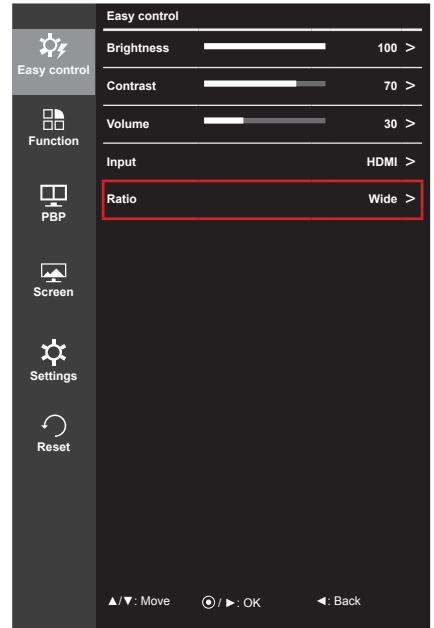 Easy control
Easy control
Function
PBP
Screen
Settings
Reset
Brightness 100 >
Contrast 70 >
Volume 30 >
Input HDMI >
Ratio Wide >
▲/▼: Move ⦿ / ►: OK ◄: Back